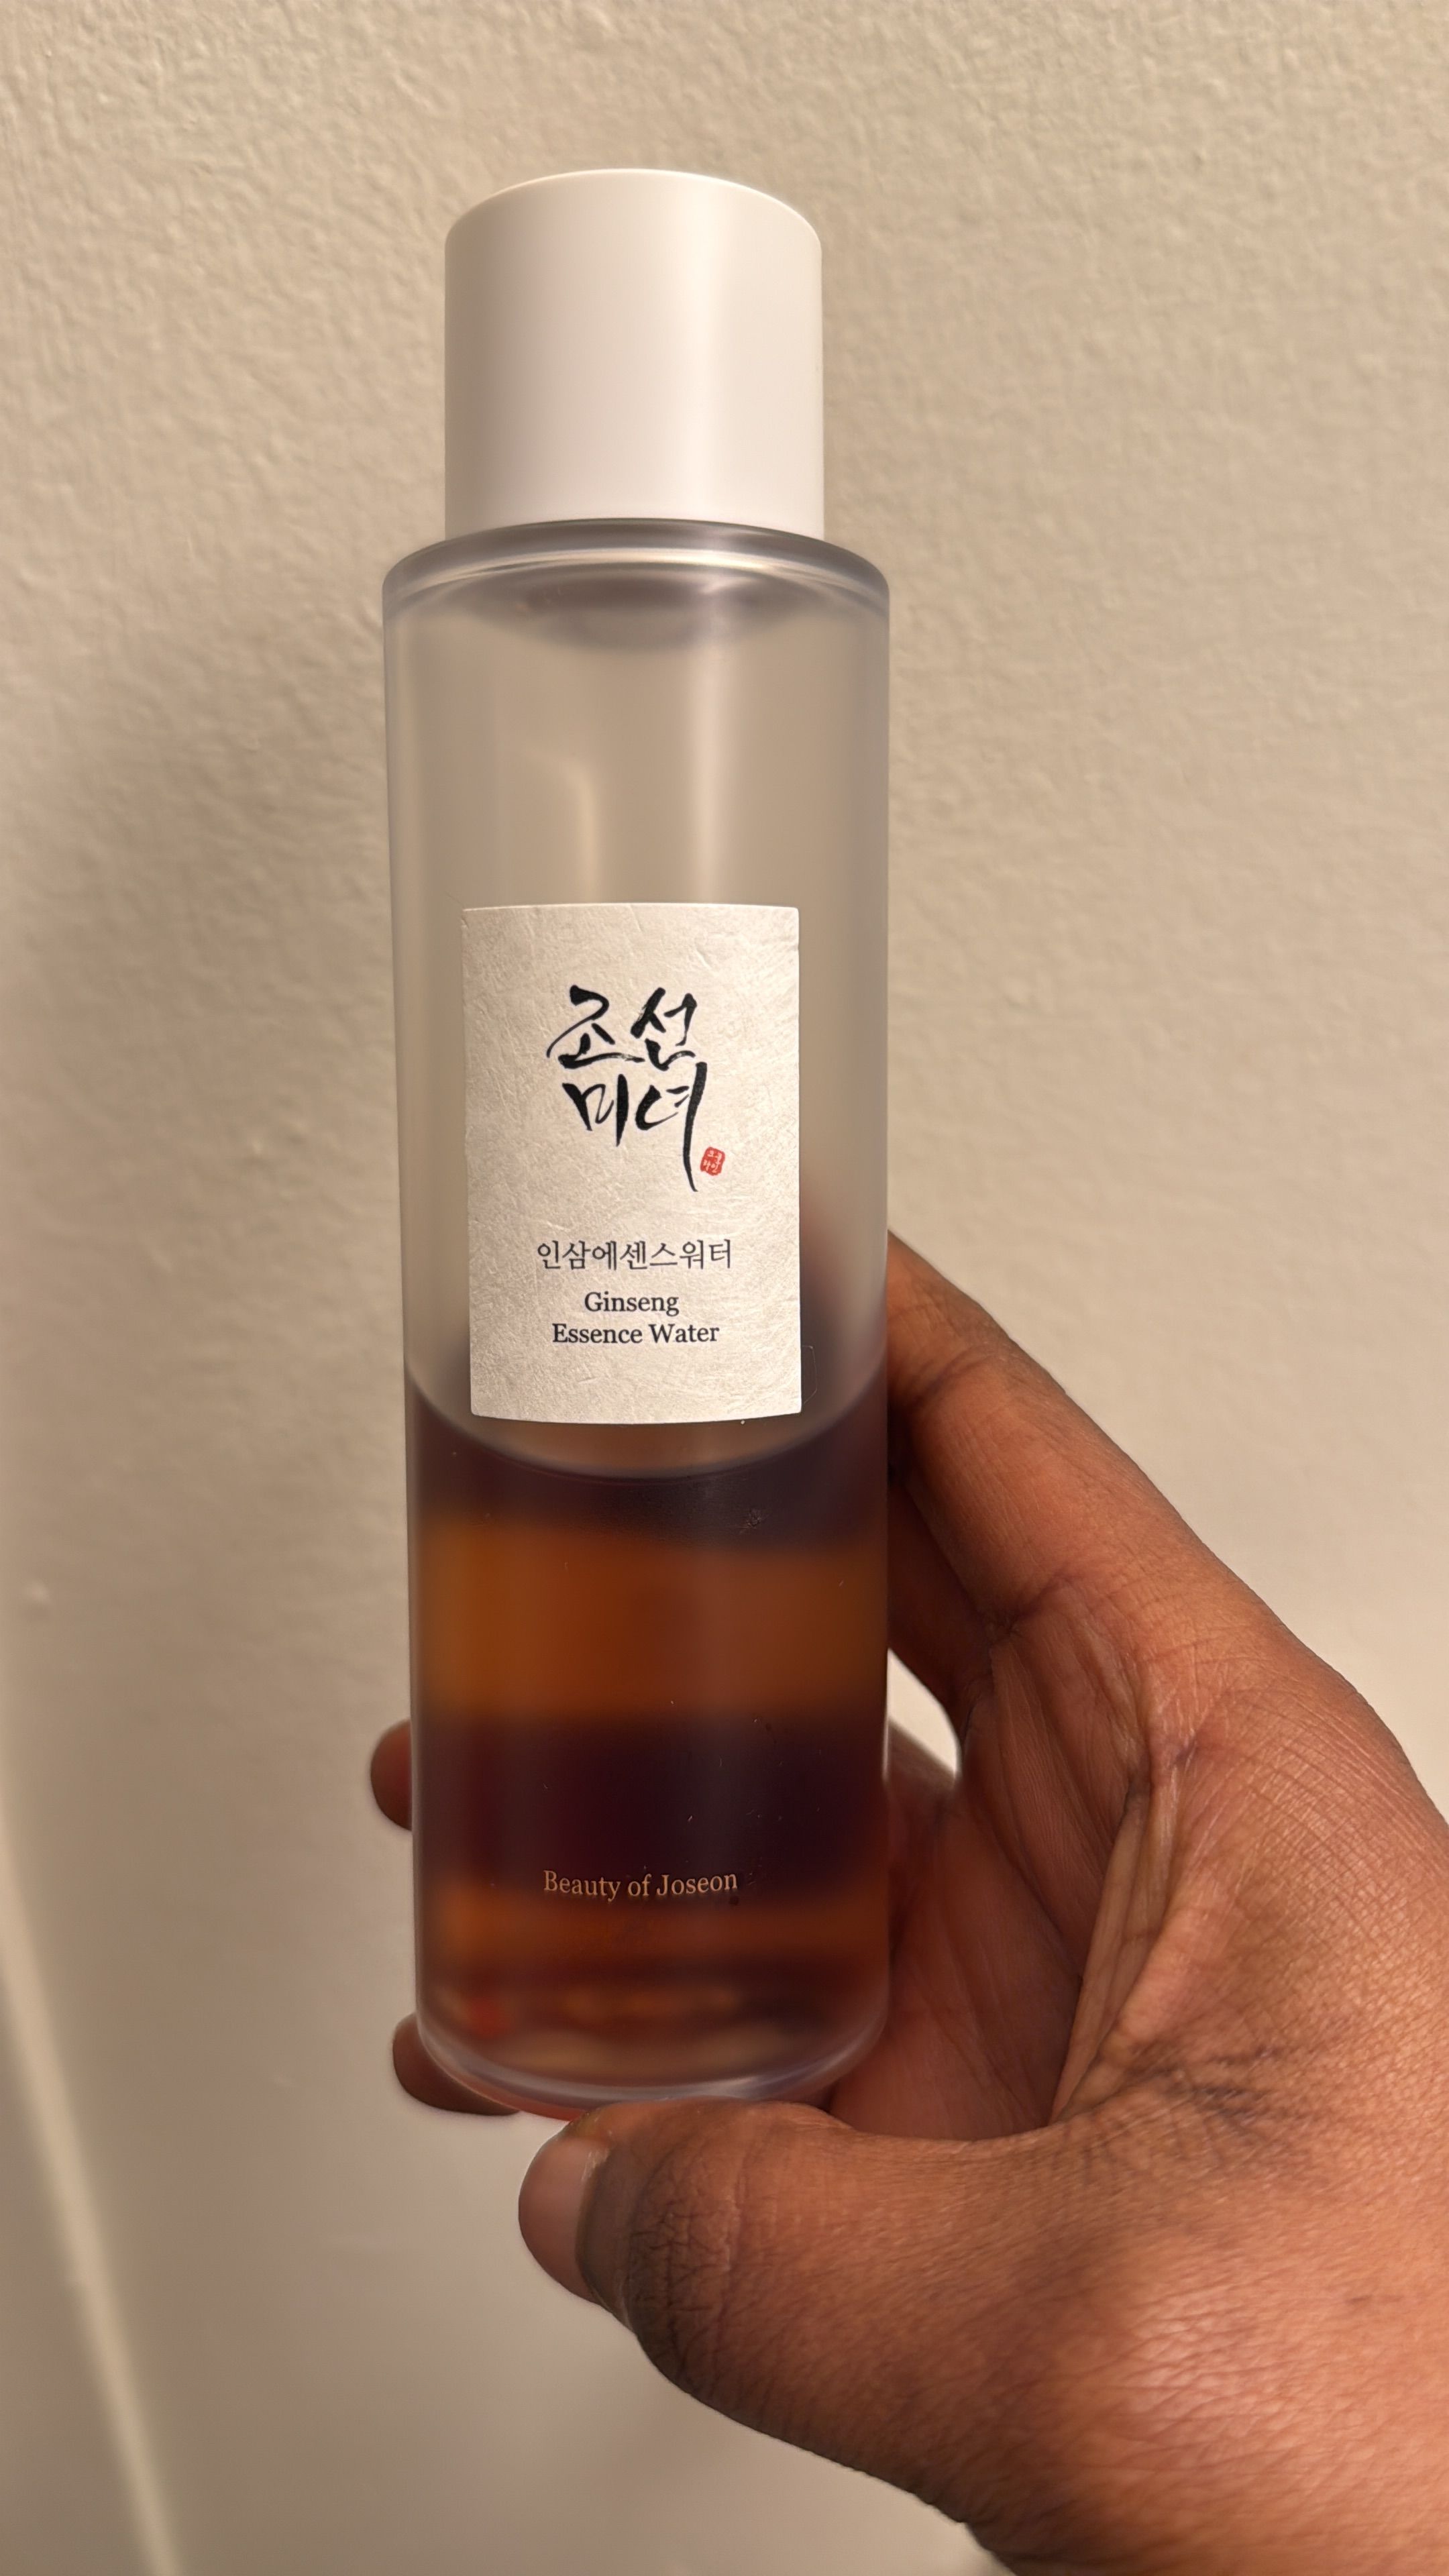 조선
미녀
인삼에센스워터
Ginseng
Essence Water
Beauty of Joseon